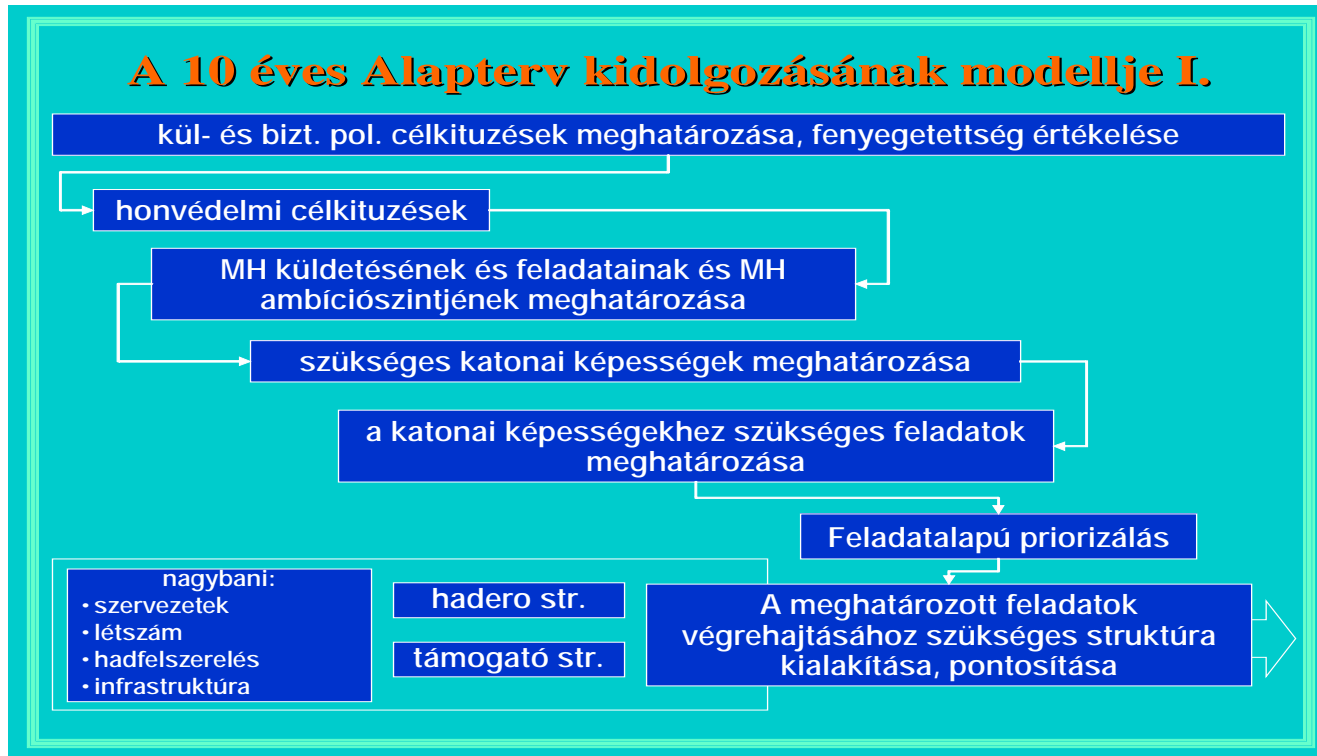 A 10 éves Alapterv kidolgozásának modellje I.
kül- és bizt. pol. célkituzések meghatározása, fenyegetettség értékelése
honvédelmi célkituzések
MH küldetésének és feladatainak és MH
ambíciószintjének meghatározása
szükséges katonai képességek meghatározása
a katonai képességekhez szükséges feladatok
meghatározása
Feladatalapú priorizálás
nagybani:
• szervezetek
• létszám
• hadfelszerelés
• infrastruktúra
hadero str.
támogató str.
A meghatározott feladatok
végrehajtásához szükséges struktúra
kialakítása, pontosítása